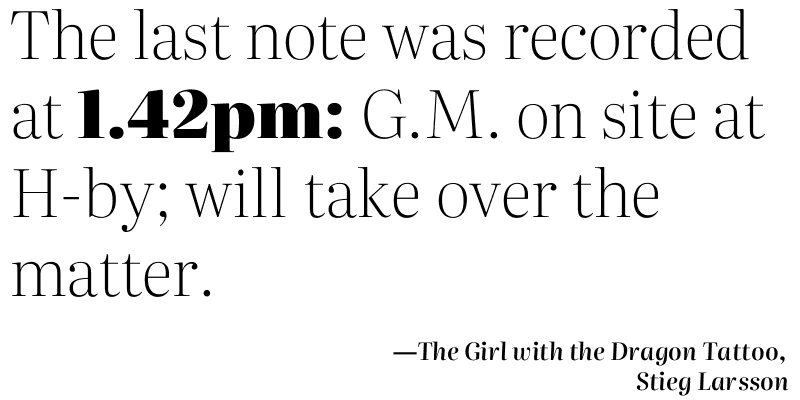 The last note was recorded
at 1.42pm: G.M. on site at
H-by; will take over the
matter.
—The Girl with the Dragon Tattoo,
Stieg Larsson